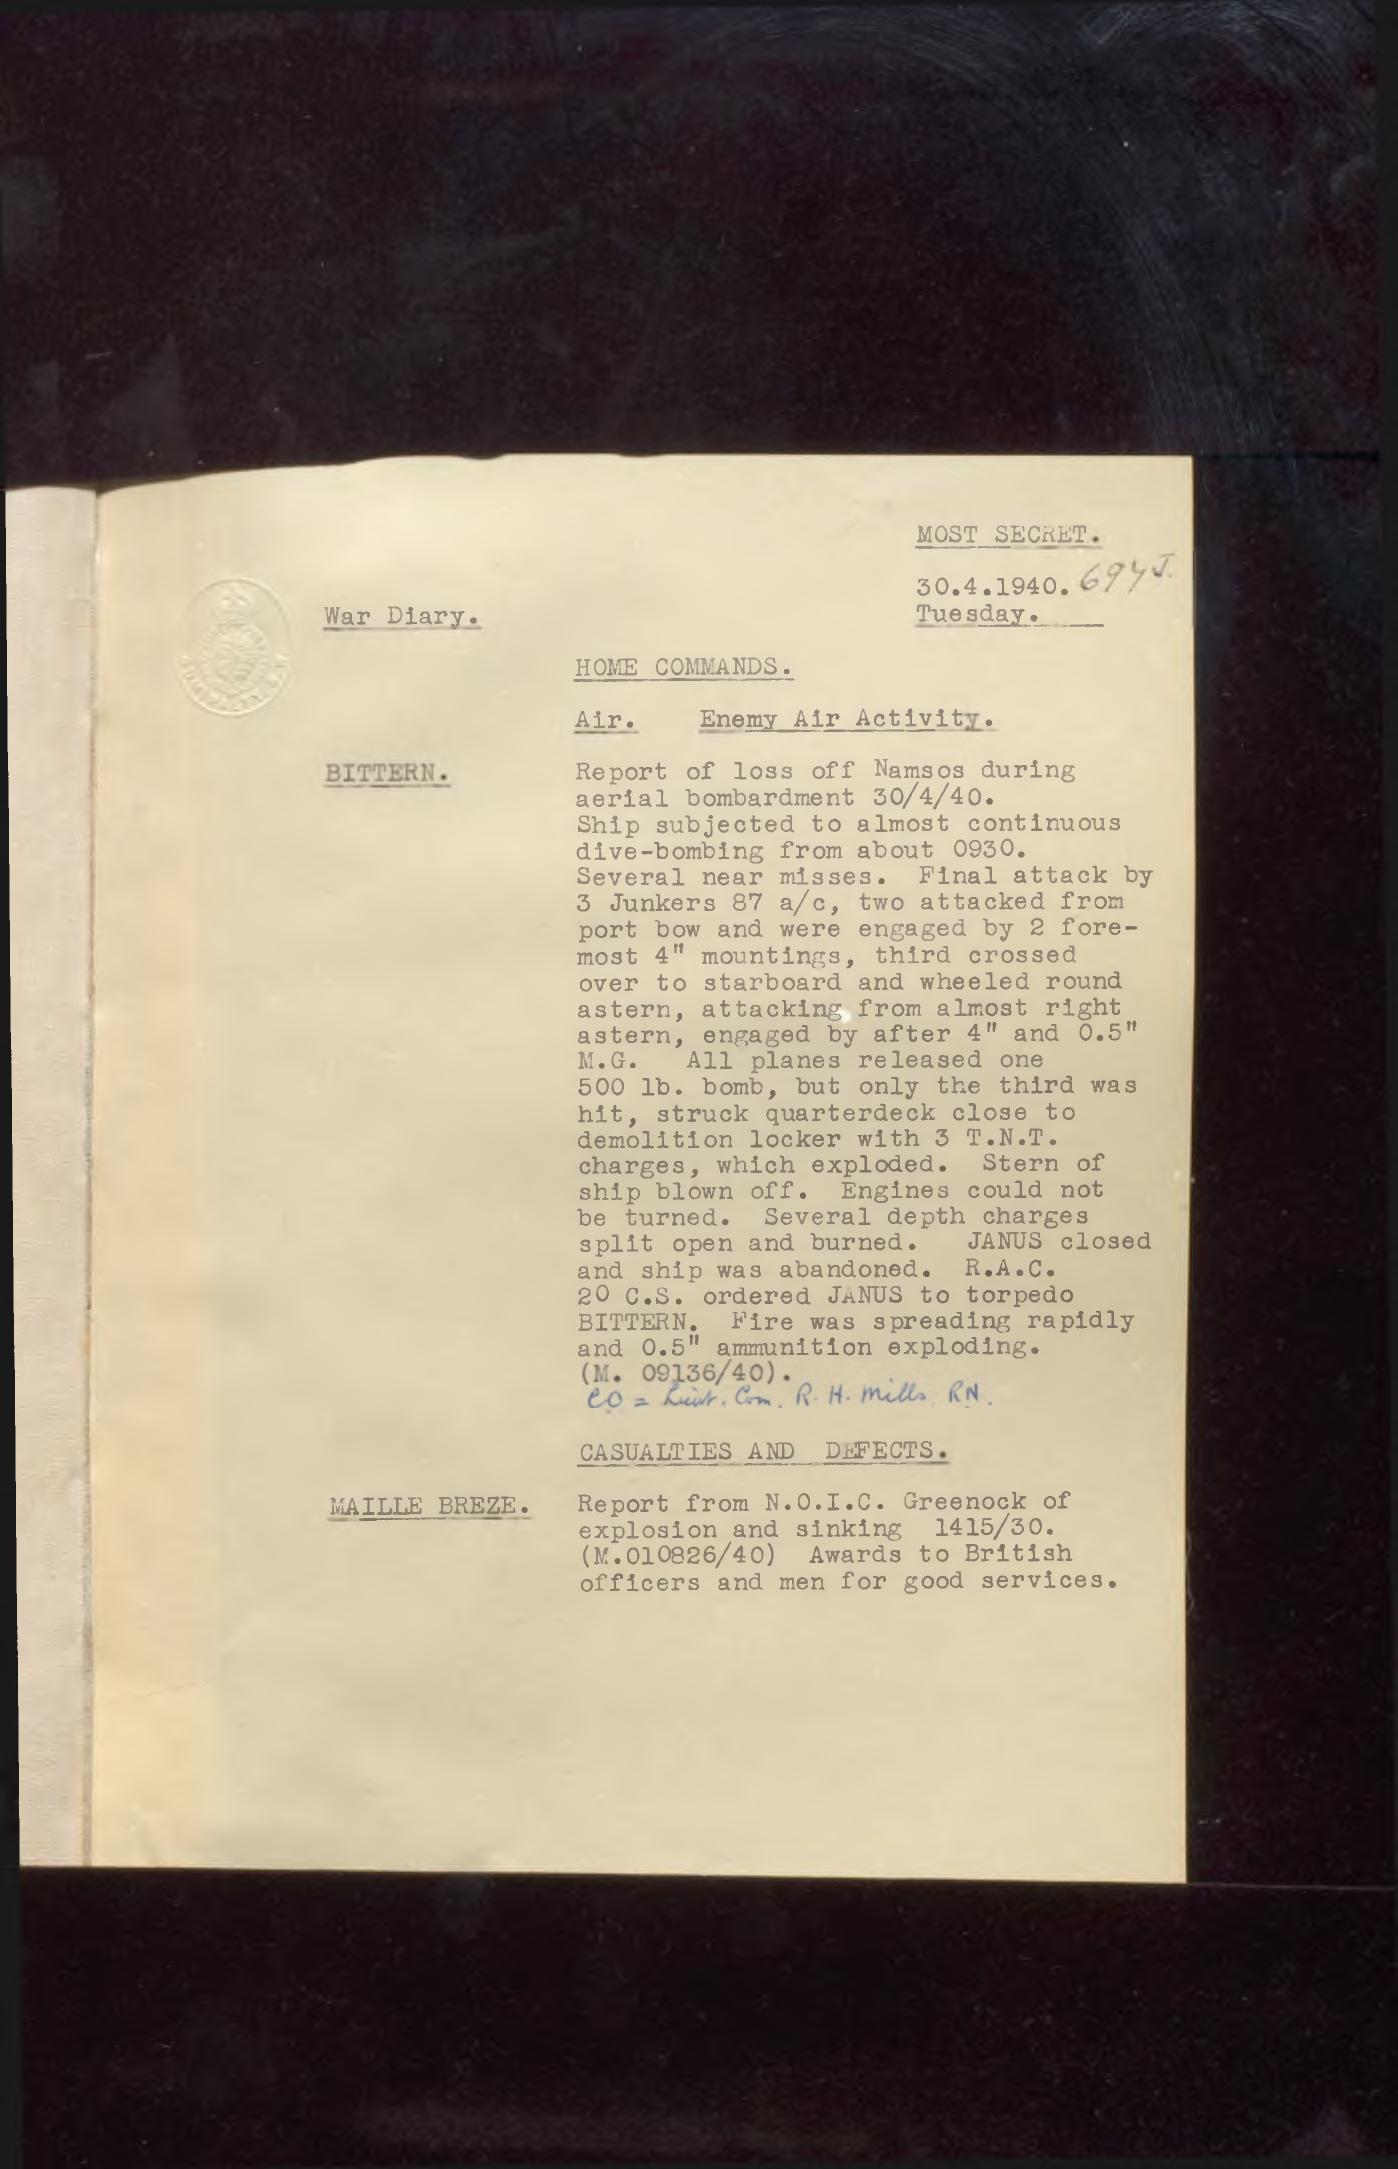 MOST SECRET.
30.4.1940. 694J.
War Diary.
Tuesday.
HOME COMMANDS.
Air. Enemy Air Activity.
BITTERN.
Report of loss off Namsos during
aerial bombardment 30/4/40.
Ship subjected to almost continuous
dive-bombing from about 0930.
Several near misses. Final attack by
3 Junkers 87 a/c, two attacked from
port bow and were engaged by 2 fore-
most 4" mountings, third crossed
over to starboard and wheeled round
astern, attacking from almost right
astern, engaged by after 4" and 0.5"
M.G. All planes released one
500 lb. bomb, but only the third was
hit, struck quarterdeck close to
demolition locker with 3 T.N.T.
charges, which exploded. Stern of
ship blown off. Engines could not
be turned. Several depth charges
split open and burned. JANUS closed
and ship was abandoned. R.A.C.
20 C.S. ordered JANUS to torpedo
BITTERN. Fire was spreading rapidly
and 0.5" ammunition exploding.
(M. 09136/40).
CO = Lieut. Com. R. H. Mills RN.
CASUALTIES AND DEFECTS.
MAILLE BREZE.
Report from N.O.I.C. Greenock of
explosion and sinking 1415/30.
(M.010826/40) Awards to British
officers and men for good services.